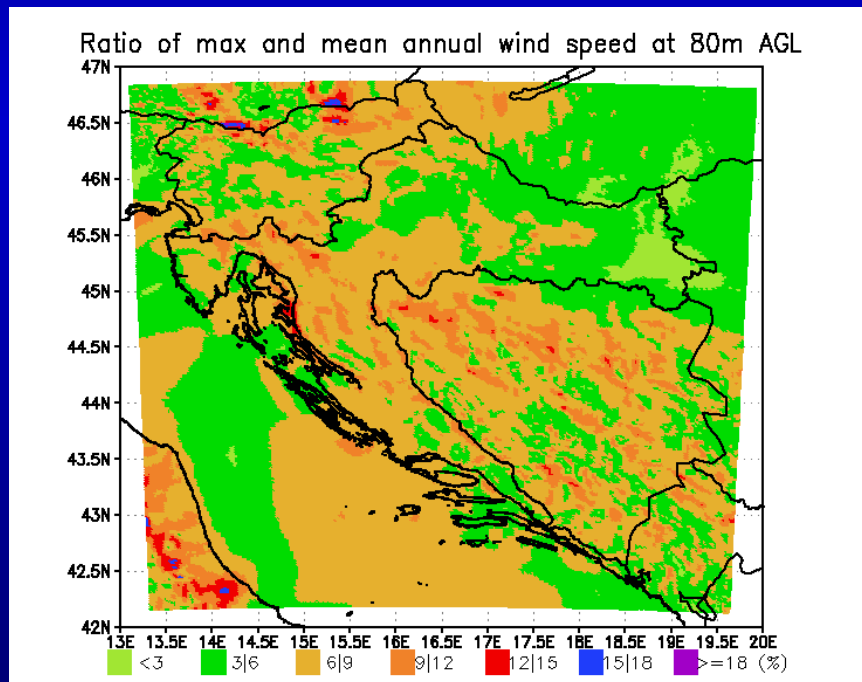 Ratio of max and mean annual wind speed at 80m AGL
47N
46.5N
46N
45.5N
45N
44.5N
44N
43.5N
43N
42.5N
42N
13E 13.5E 14E 14.5E 15E 15.5E 16E 16.5E 17E 17.5E 18E 18.5E 19E 19.5E 20E
<3 3|6 6|9 9|12 12|15 15|18 >=18 (%)